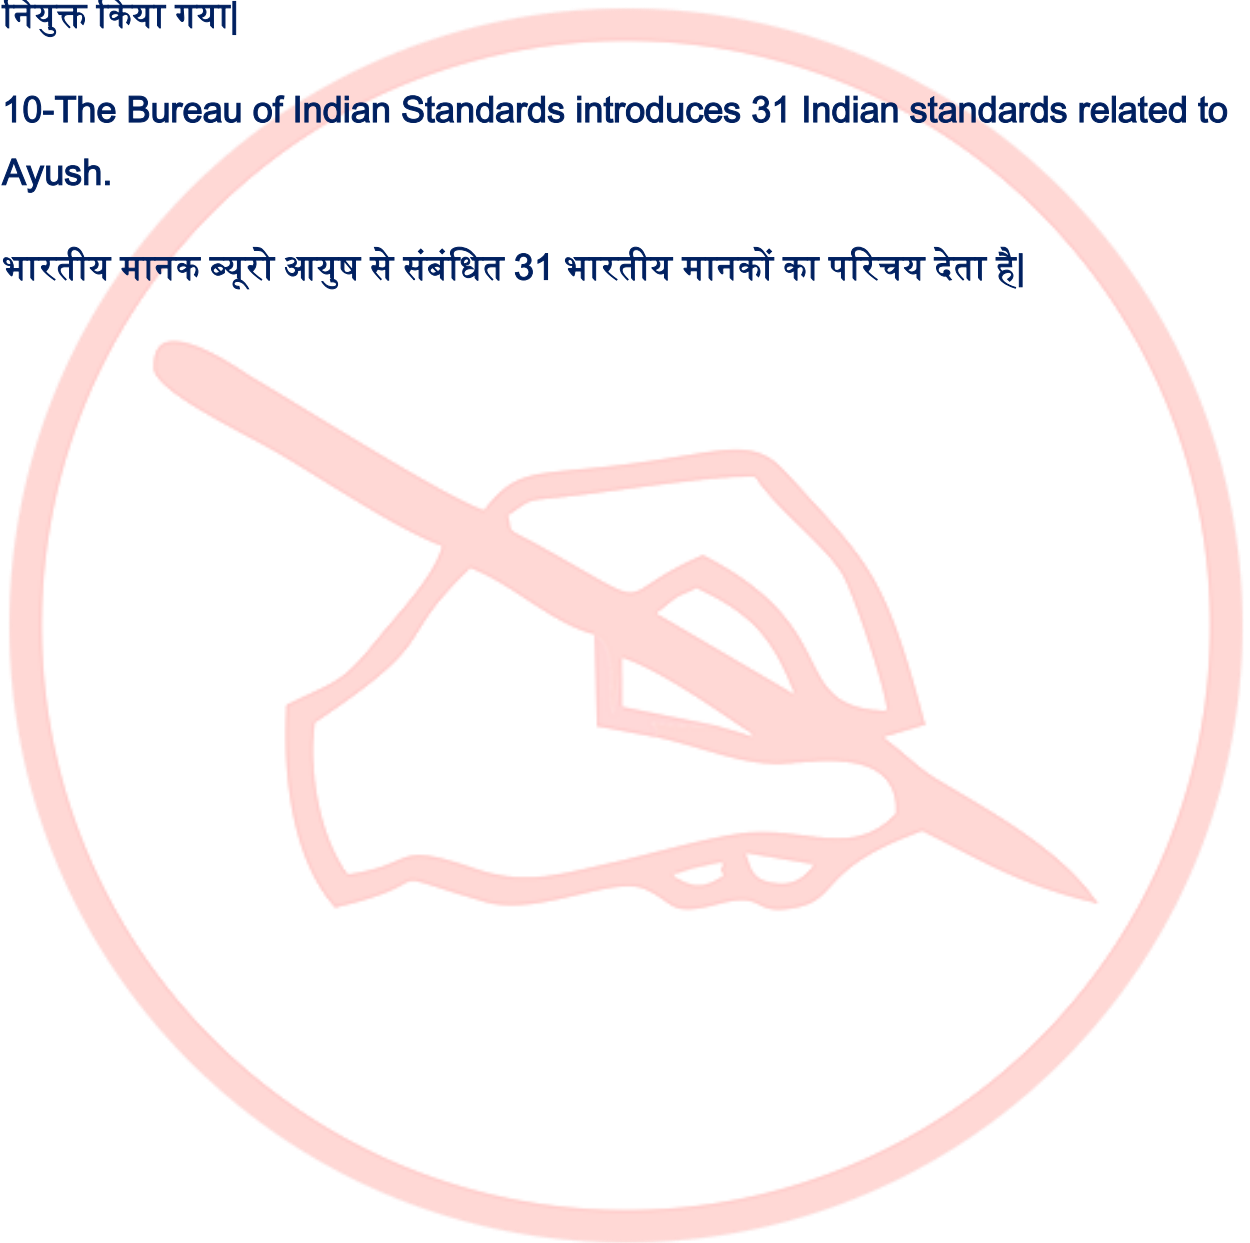 नियुक्त किया गया|
10-The Bureau of Indian Standards introduces 31 Indian standards related to
Ayush.
भारतीय मानक ब्यूरो आयुष से संबंधित 31 भारतीय मानकों का परिचय देता है|